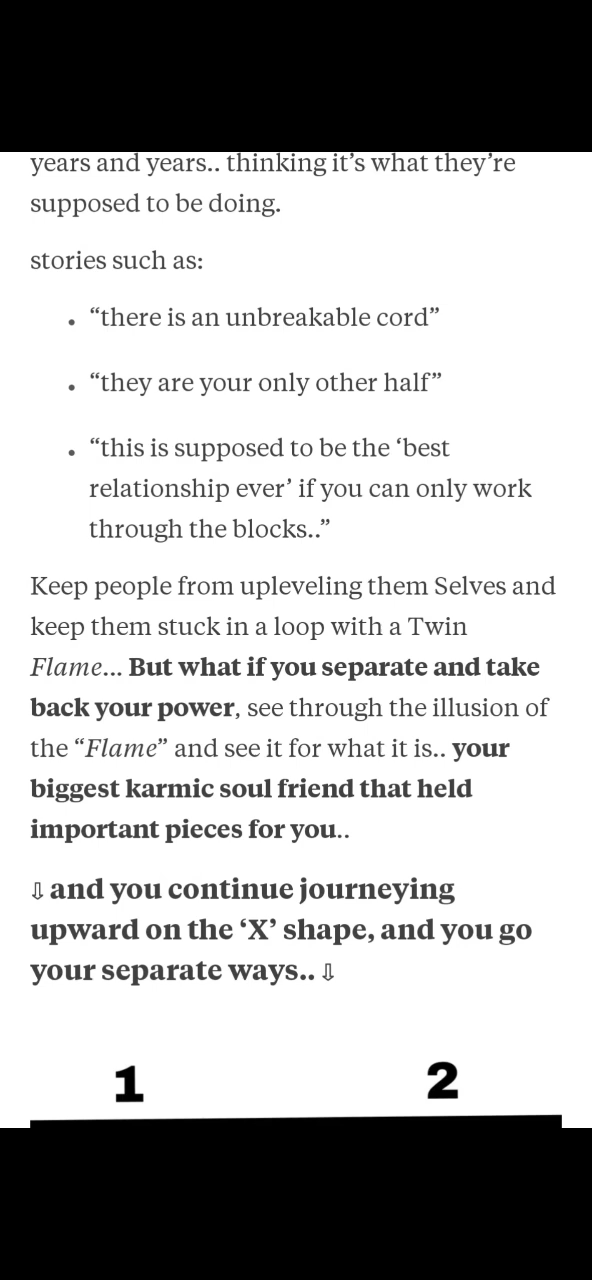 years and years.. thinking it’s what they’re
supposed to be doing.
stories such as:
• “there is an unbreakable cord”
• “they are your only other half”
• “this is supposed to be the ‘best
relationship ever’ if you can only work
through the blocks..”
Keep people from upleveling them Selves and
keep them stuck in a loop with a Twin
Flame... But what if you separate and take
back your power, see through the illusion of
the “Flame” and see it for what it is.. your
biggest karmic soul friend that held
important pieces for you..
⇩ and you continue journeying
upward on the ‘X’ shape, and you go
your separate ways.. ⇩
1 2